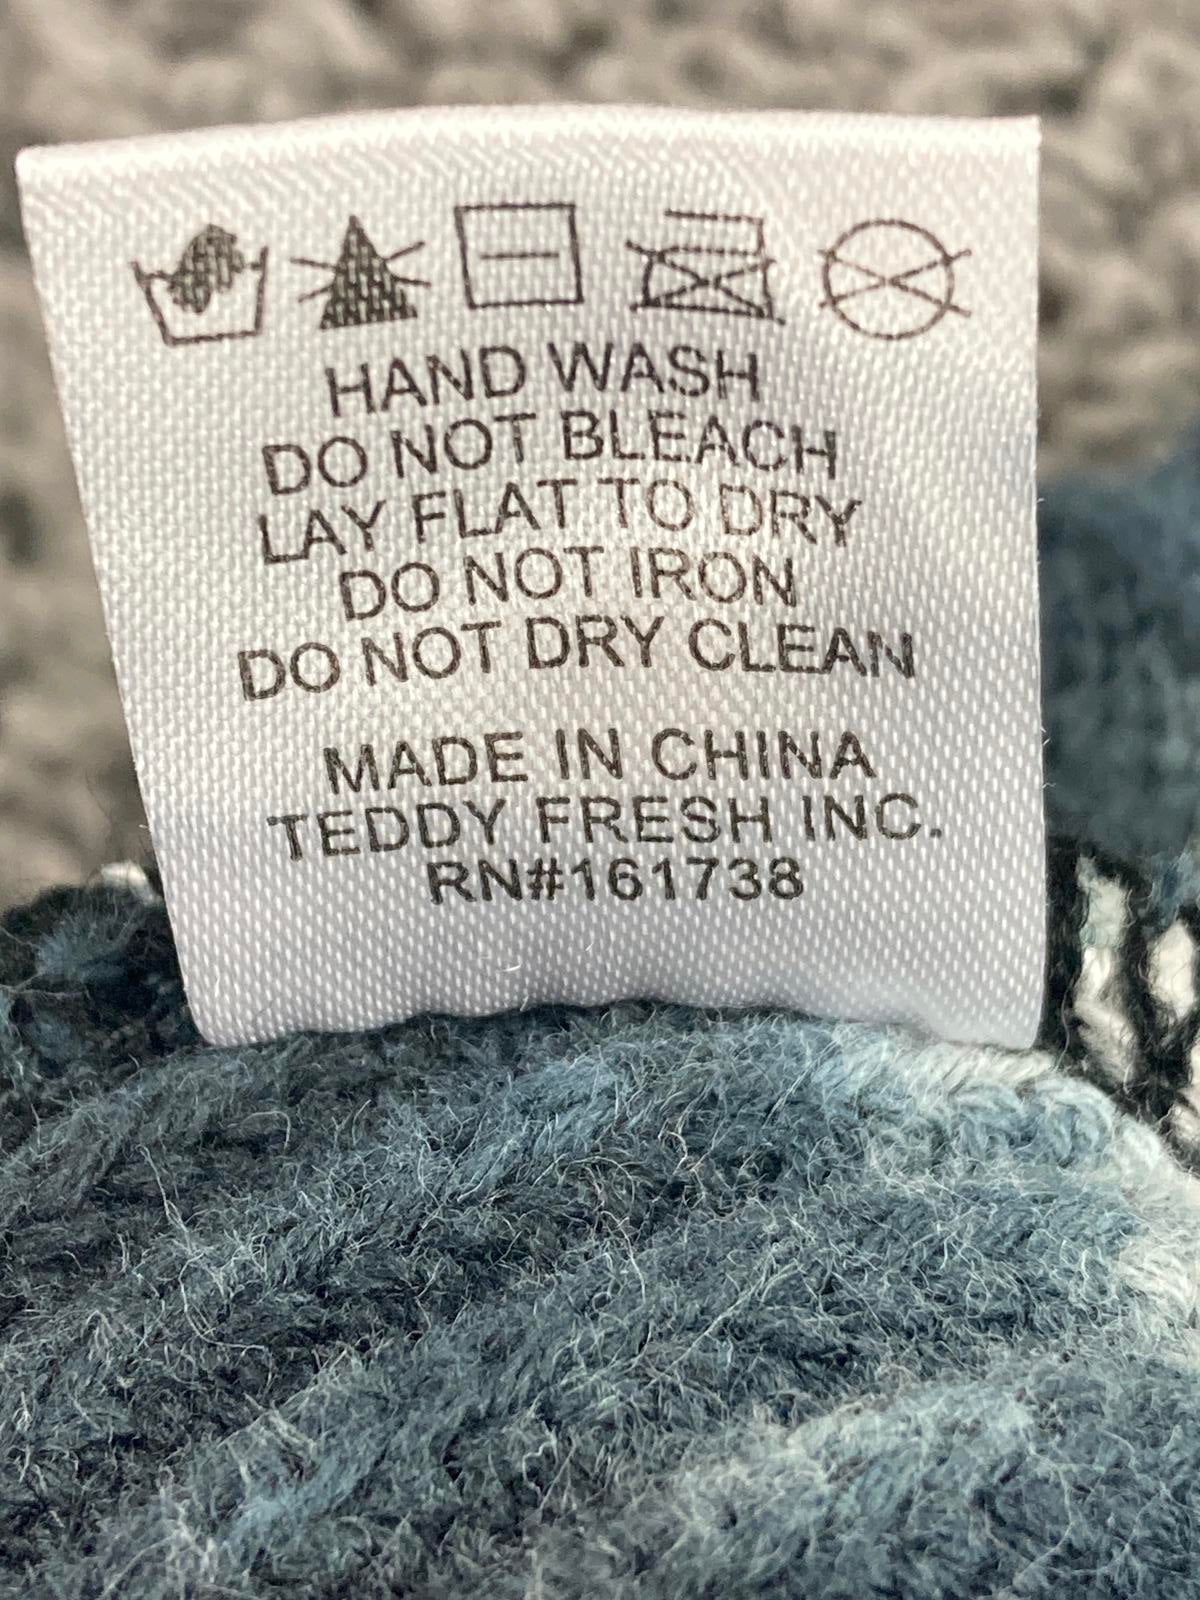 HAND WASH
DO NOT BLEACH
LAY FLAT TO DRY
DO NOT IRON
DO NOT DRY CLEAN
MADE IN CHINA
TEDDY FRESH INC.
RN#161738